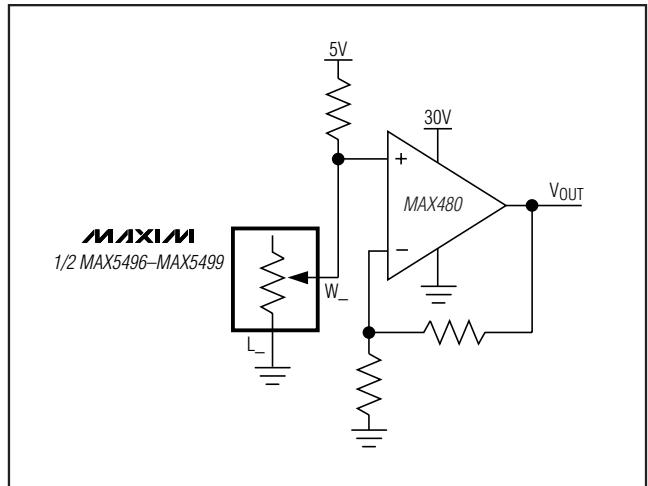 5V
30V
+
MAX480
VOUT
−
MAXIM
1/2 MAX5496–MAX5499
W_
L_